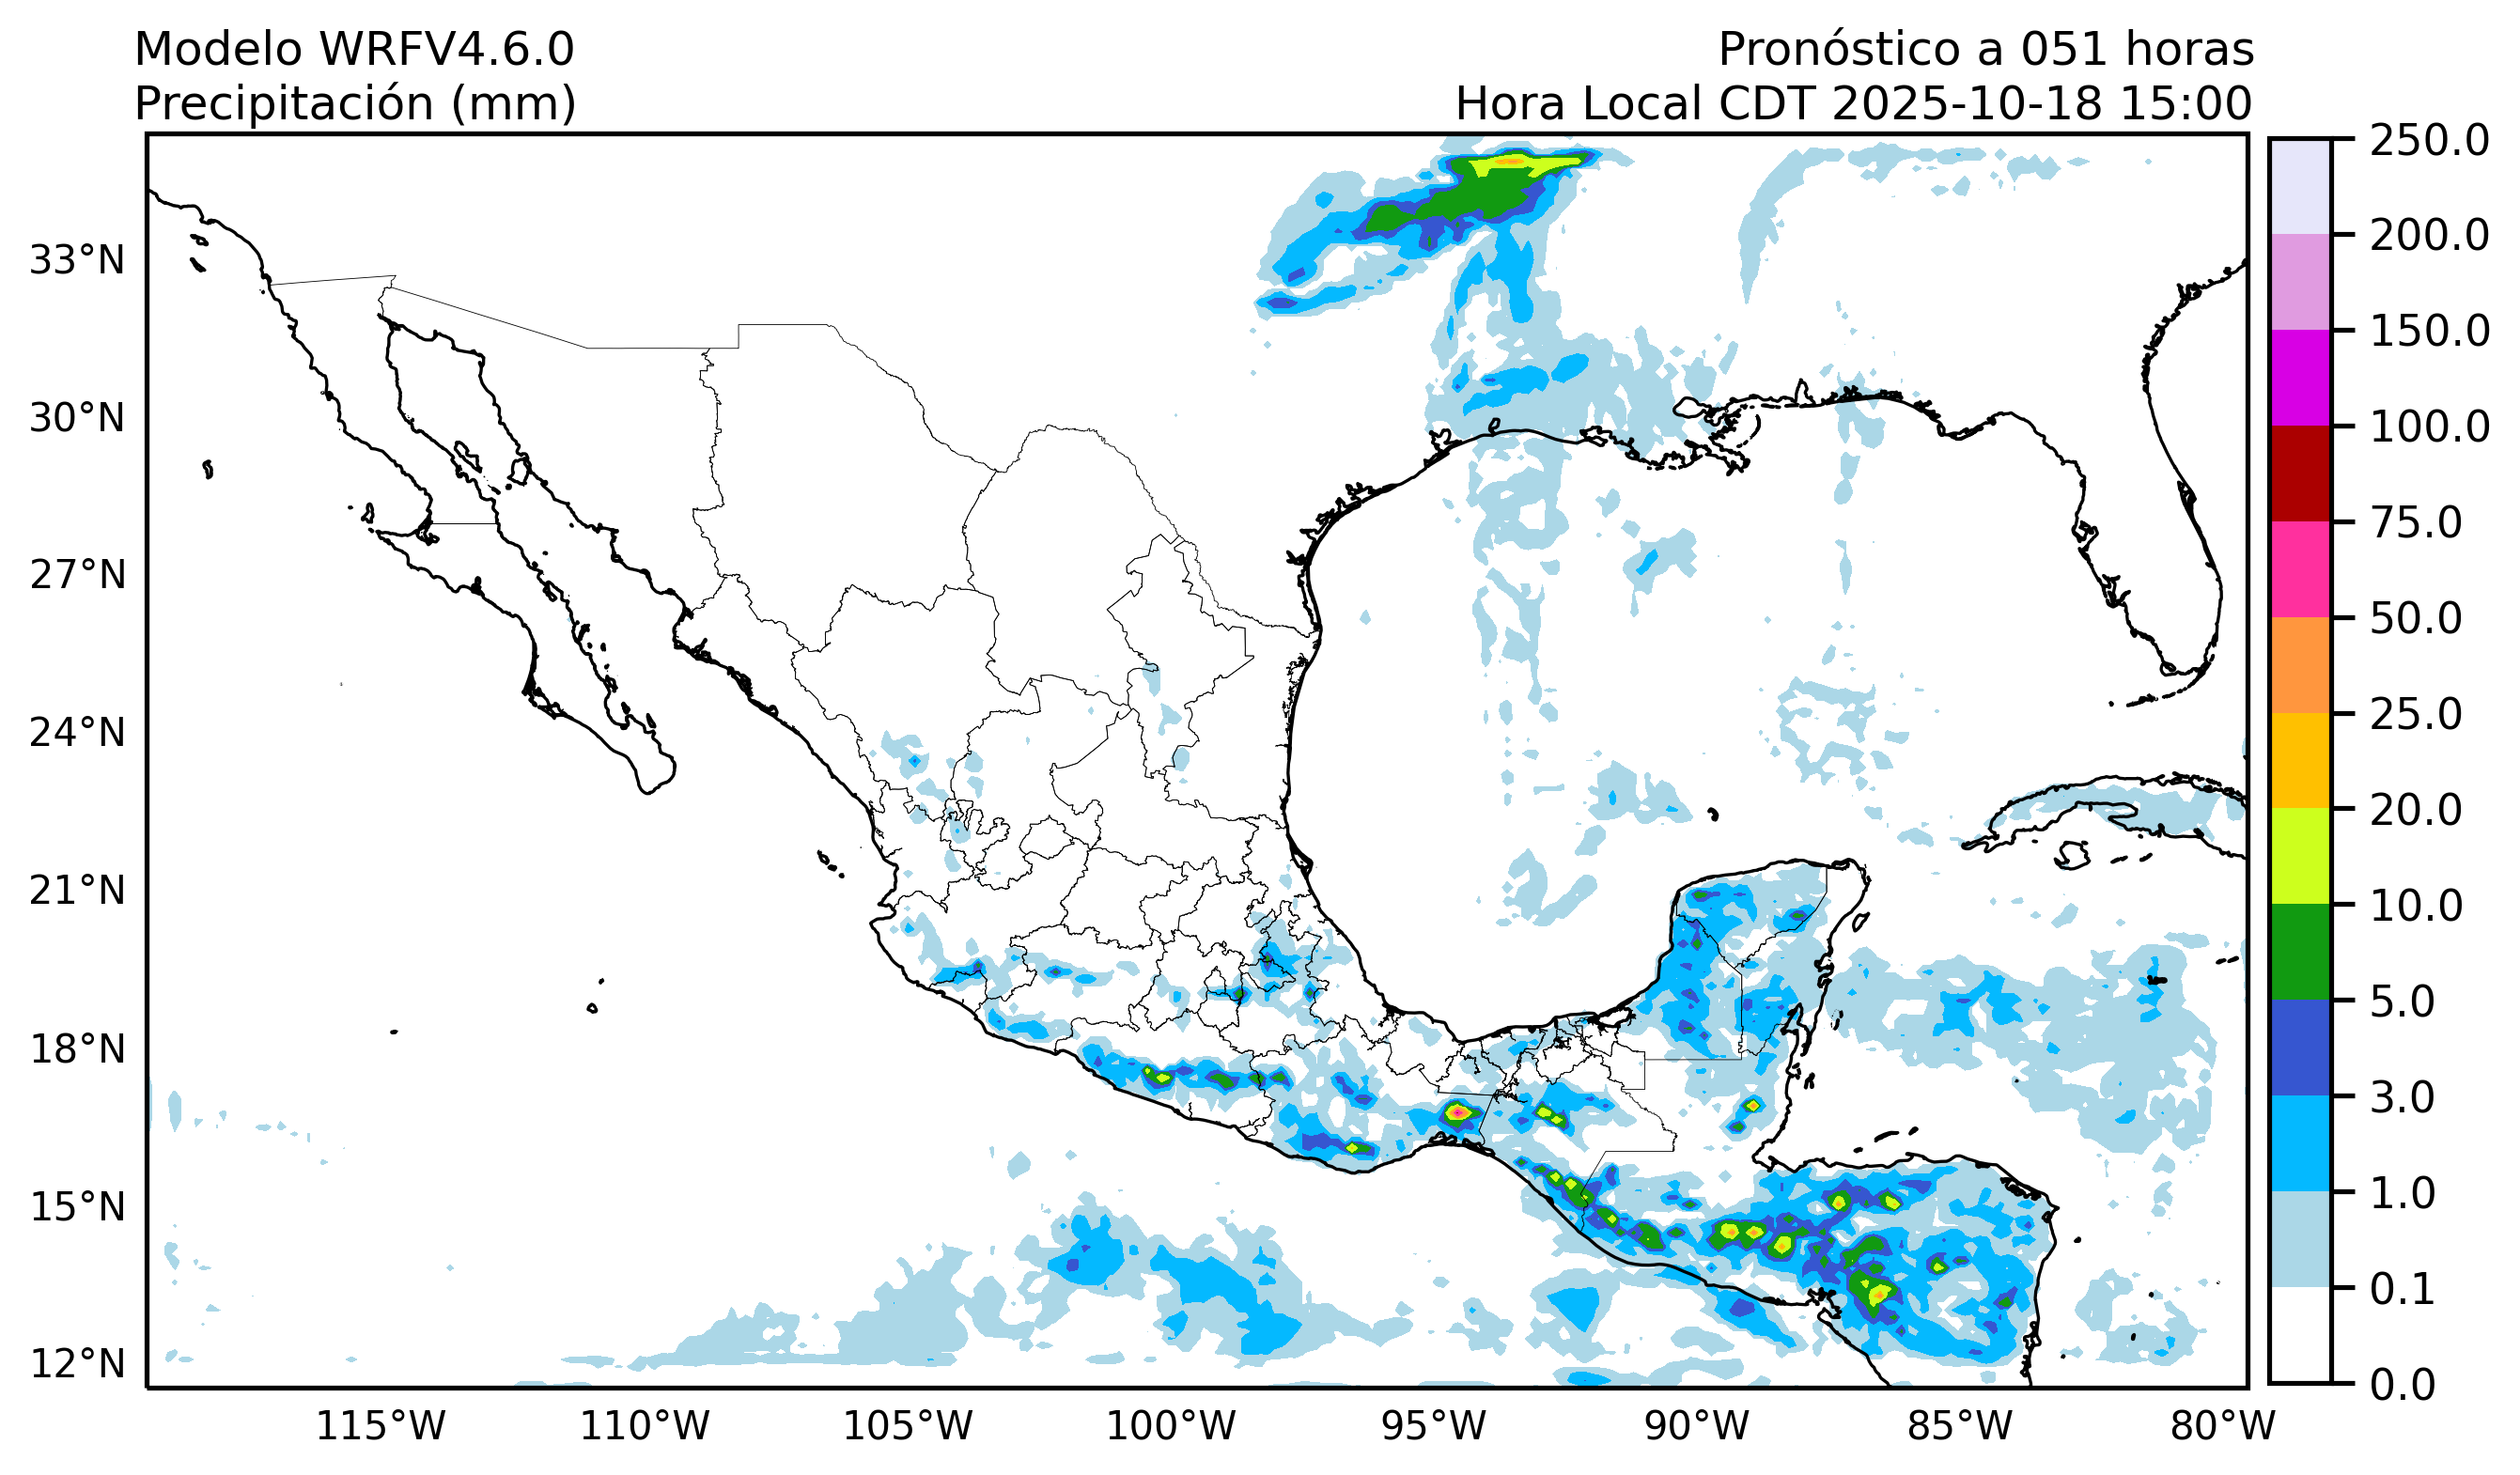 Modelo WRFV4.6.0
Precipitación (mm)
Pronóstico a 051 horas
Hora Local CDT 2025-10-18 15:00
33°N
30°N
27°N
24°N
21°N
18°N
15°N
12°N
115°W
110°W
105°W
100°W
95°W
90°W
85°W
80°W
250.0
200.0
150.0
100.0
75.0
50.0
25.0
20.0
10.0
5.0
3.0
1.0
0.1
0.0